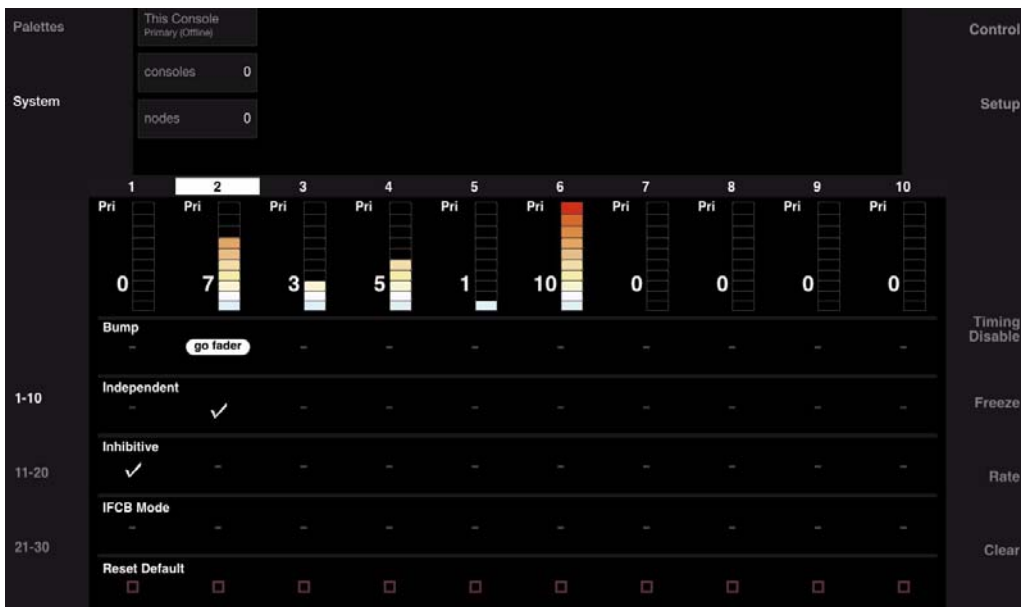 Palettes
This Console
Primary (Offline)
Control
consoles 0
System
Setup
nodes 0
1 2 3 4 5 6 7 8 9 10
Pri Pri Pri Pri Pri Pri Pri Pri Pri Pri
0 7 3 5 1 10 0 0 0 0
Bump
Timing
Disable
- go fader - - - - - - - -
Independent
1-10
Freeze
- ✓ - - - - - - - -
Inhibitive
11-20
Rate
✓ - - - - - - - - -
IFCB Mode
- - - - - - - - - -
21-30
Clear
Reset Default